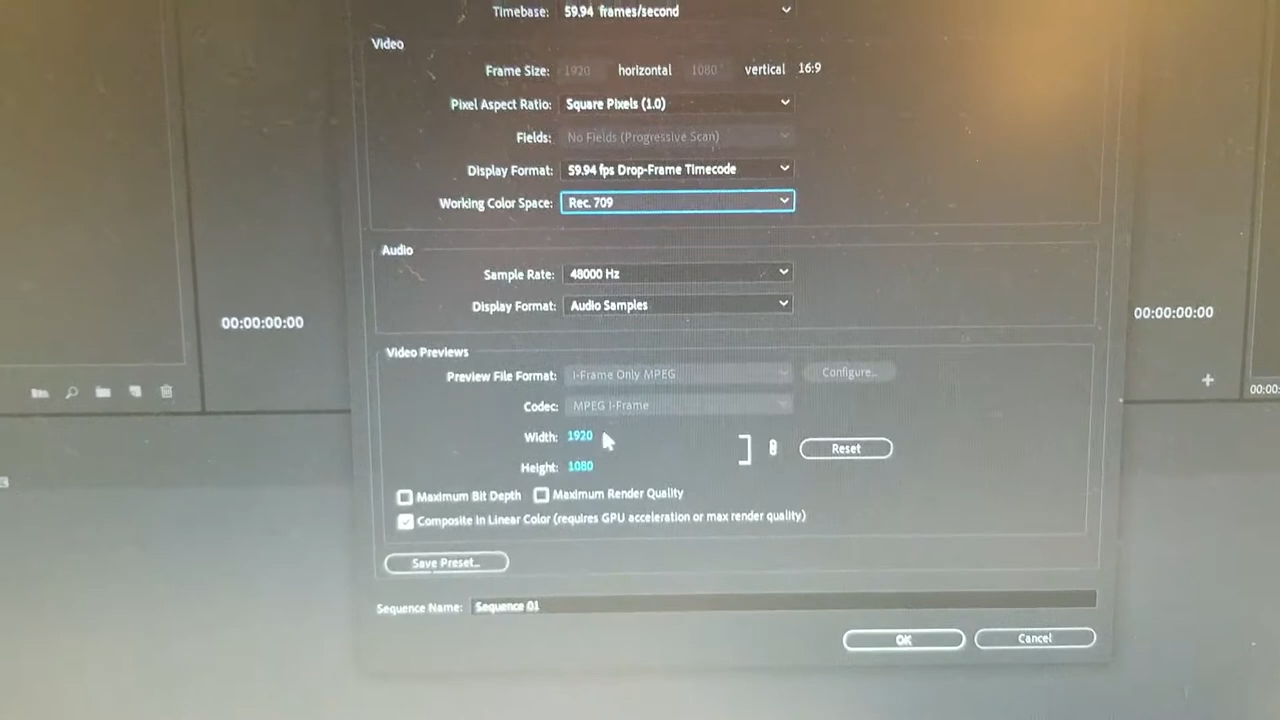 Timebase: 59.94 frames/second
Video
Frame Size: 1920 horizontal 1080 vertical 16:9
Pixel Aspect Ratio: Square Pixels (1.0)
Fields: No Fields (Progressive Scan)
Display Format: 59.94 fps Drop-Frame Timecode
Working Color Space: Rec. 709
Audio
Sample Rate: 48000 Hz
00:00:00:00
Display Format: Audio Samples
00:00:00:00
Video Previews
Preview File Format: I-Frame Only MPEG Configure...
00:00:
Codec: MPEG I-Frame
Width: 1920
Height: 1080
Reset
Maximum Bit Depth Maximum Render Quality
Composite in Linear Color (requires GPU acceleration or max render quality)
Save Preset...
Sequence Name: Sequence 01
OK Cancel